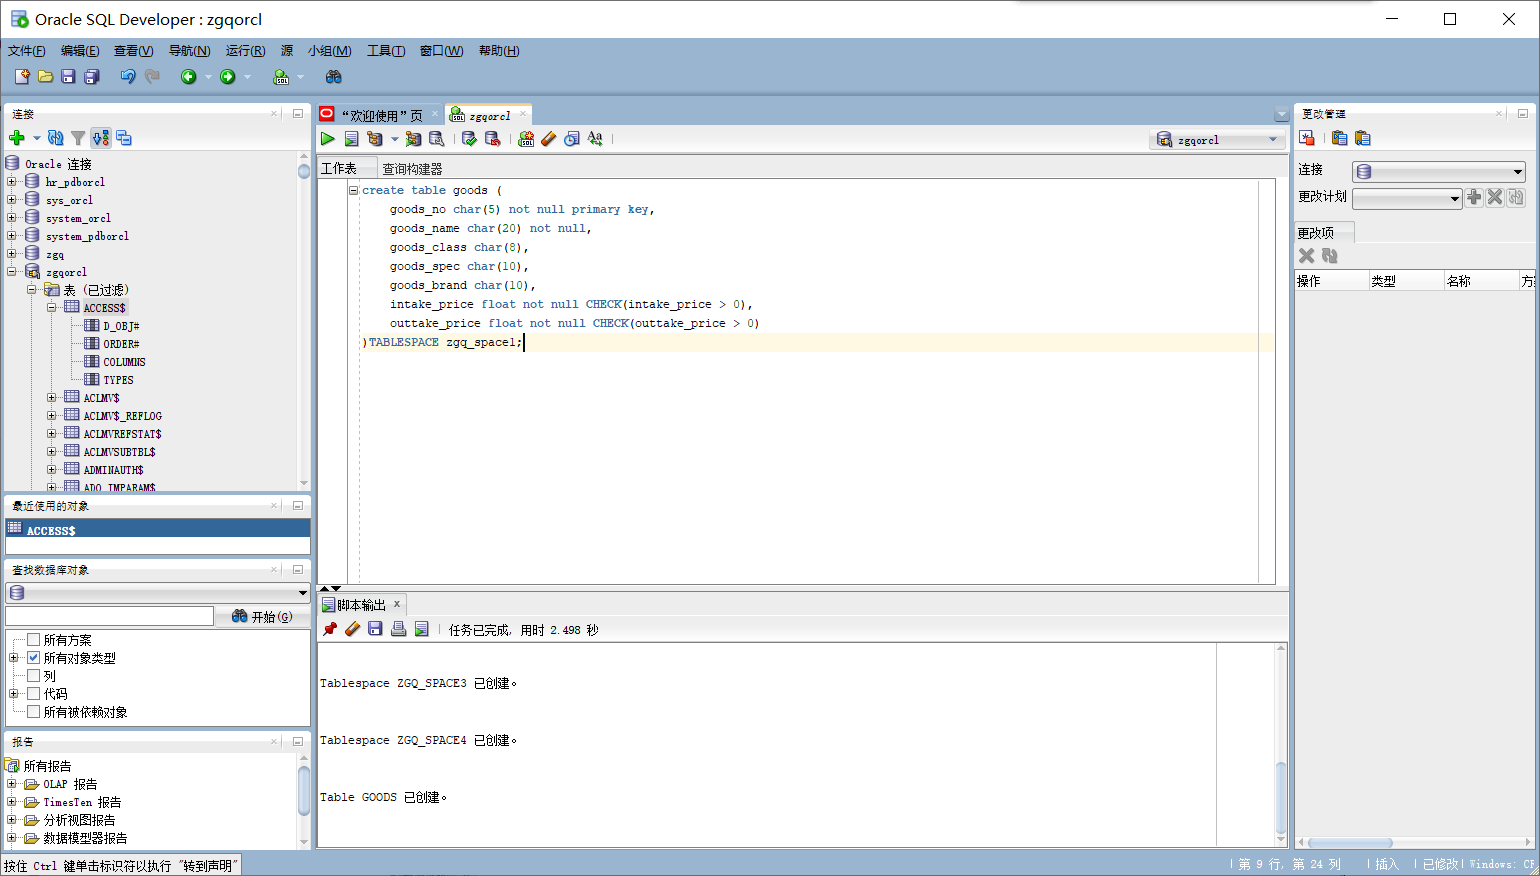 Oracle SQL Developer : zgqorcl
文件(F) 编辑(E) 查看(V) 导航(N) 运行(R) 源 小组(M) 工具(T) 窗口(W) 帮助(H)
连接
Oracle 连接
hr_pdborcl
sys_orcl
system_orcl
system_pdborcl
zgq
zgqorcl
表 (已过滤)
ACCESS$
D_OBJ#
ORDER#
COLUMNS
TYPES
ACLMV$
ACLMV$_REFLOG
ACLMVREFSTAT$
ACLMVSUBTBL$
ADMINAUTH$
ADO_IMPARAM$
最近使用的对象
ACCESS$
查找数据库对象
开始(G)
所有方案
所有对象类型
列
代码
所有被依赖对象
报告
所有报告
OLAP 报告
TimesTen 报告
分析视图报告
数据模型器报告
“欢迎使用”页 zgqorcl
zgqorcl
工作表 查询构建器
create table goods (
goods_no char(5) not null primary key,
goods_name char(20) not null,
goods_class char(8),
goods_spec char(10),
goods_brand char(10),
intake_price float not null CHECK(intake_price > 0),
outtake_price float not null CHECK(outtake_price > 0)
)TABLESPACE zgq_space1;
脚本输出
任务已完成, 用时 2.498 秒
Tablespace ZGQ_SPACE3 已创建。
Tablespace ZGQ_SPACE4 已创建。
Table GOODS 已创建。
更改管理
连接
更改计划
更改项
操作 类型 名称 方案
按住 Ctrl 键单击标识符以执行 "转到声明"
第 9 行, 第 24 列 插入 已修改 Windows: CR